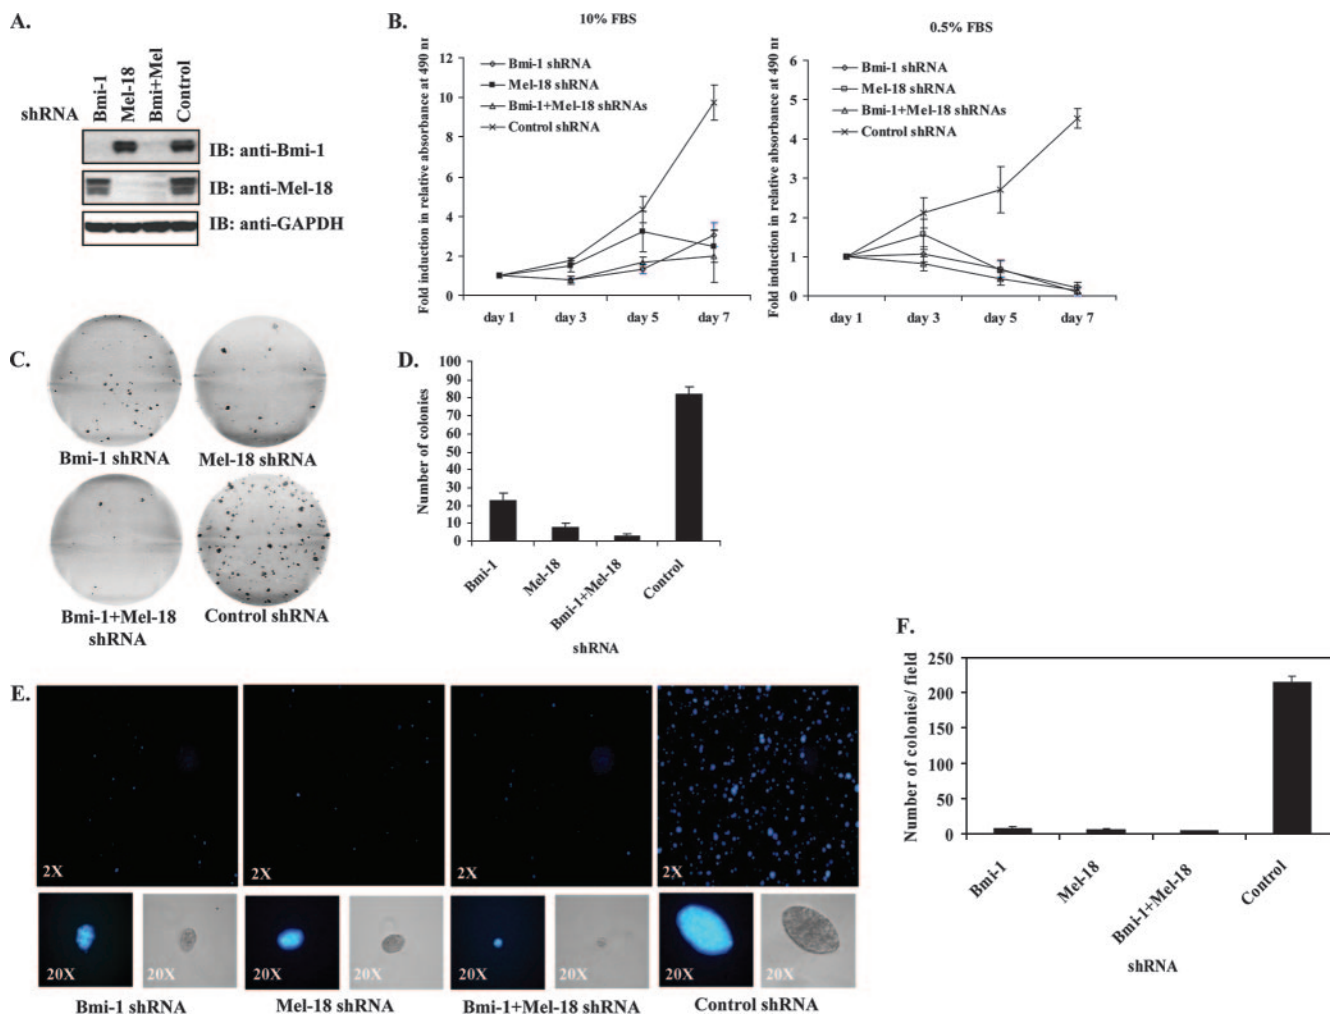 A.
shRNA
Bmi-1
Mel-18
Bmi+Mel
Control
IB: anti-Bmi-1
IB: anti-Mel-18
IB: anti-GAPDH
B.
10% FBS
Fold induction in relative absorbance at 490 nm
12
10
8
6
4
2
0
Bmi-1 shRNA
Mel-18 shRNA
Bmi-1+Mel-18 shRNAs
Control shRNA
day 1
day 3
day 5
day 7
0.5% FBS
Fold induction in relative absorbance at 490 nm
6
5
4
3
2
1
0
Bmi-1 shRNA
Mel-18 shRNA
Bmi-1+Mel-18 shRNAs
Control shRNA
day 1
day 3
day 5
day 7
C.
Bmi-1 shRNA
Mel-18 shRNA
Bmi-1+Mel-18
shRNA
Control shRNA
D.
Number of colonies
100
90
80
70
60
50
40
30
20
10
0
Bmi-1
Mel-18
Bmi-1+Mel-18
Control
shRNA
E.
2X
2X
2X
2X
20X
20X
20X
20X
20X
20X
20X
20X
Bmi-1 shRNA
Mel-18 shRNA
Bmi-1+Mel-18 shRNA
Control shRNA
F.
Number of colonies/ field
250
200
150
100
50
0
Bmi-1
Mel-18
Bmi-1+Mel-18
Control
shRNA